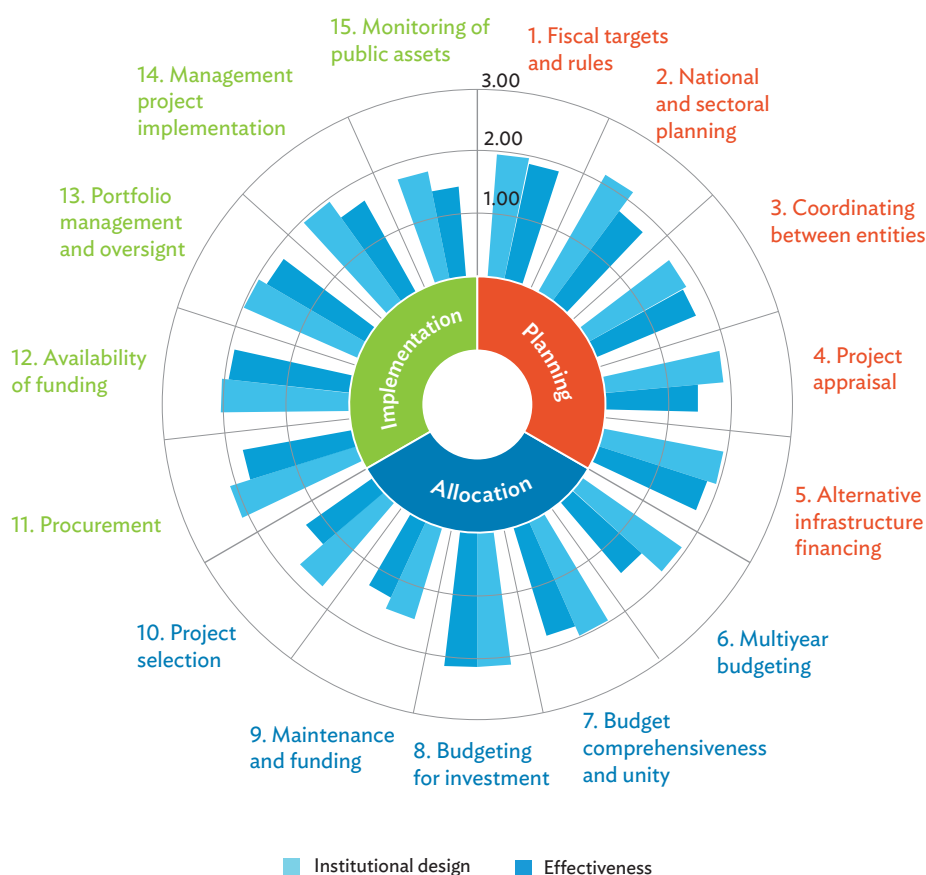 15. Monitoring of
public assets
1. Fiscal targets
and rules
2. National
and sectoral
planning
3. Coordinating
between entities
4. Project
appraisal
5. Alternative
infrastructure
financing
6. Multiyear
budgeting
7. Budget
comprehensiveness
and unity
8. Budgeting
for investment
9. Maintenance
and funding
10. Project
selection
11. Procurement
12. Availability
of funding
13. Portfolio
management
and oversignt
14. Management
project
implementation
3.00
2.00
1.00
Implementation
Planning
Allocation
Institutional design
Effectiveness